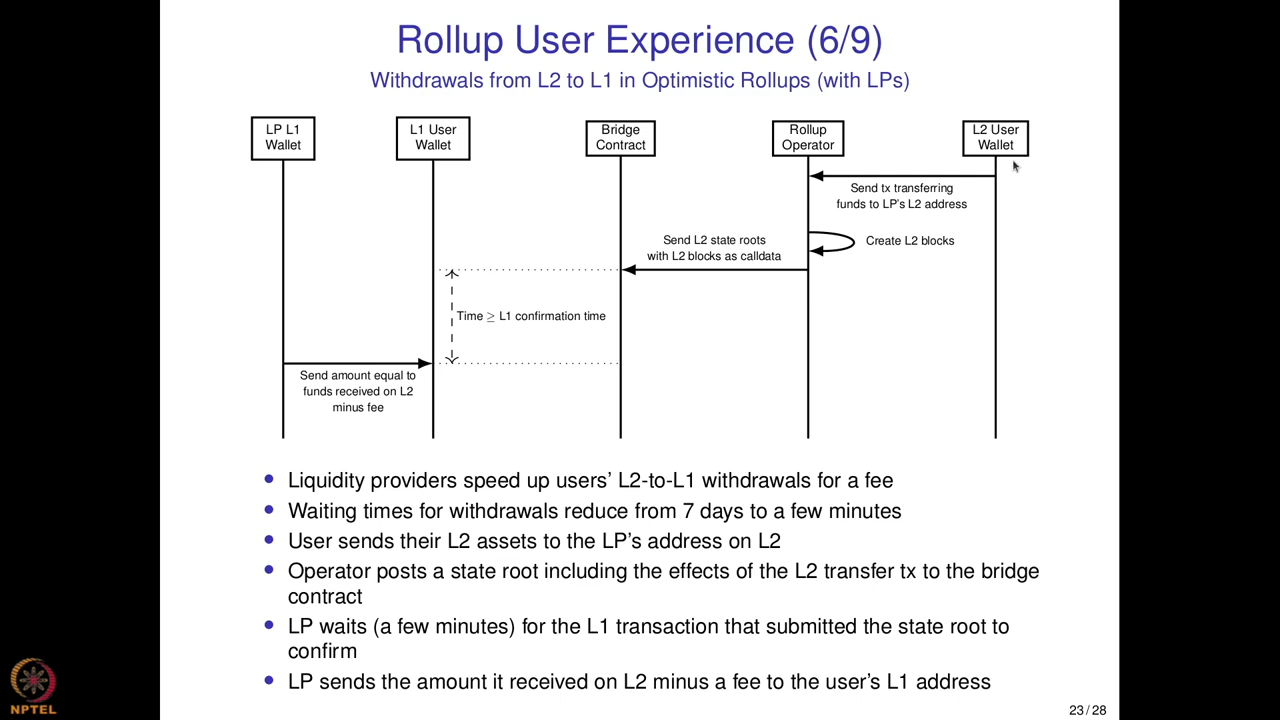 Rollup User Experience (6/9)
Withdrawals from L2 to L1 in Optimistic Rollups (with LPs)
LP L1
Wallet
L1 User
Wallet
Bridge
Contract
Rollup
Operator
L2 User
Wallet
Send tx transferring
funds to LP's L2 address
Create L2 blocks
Send L2 state roots
with L2 blocks as calldata
Time ≥ L1 confirmation time
Send amount equal to
funds received on L2
minus fee
• Liquidity providers speed up users' L2-to-L1 withdrawals for a fee
• Waiting times for withdrawals reduce from 7 days to a few minutes
• User sends their L2 assets to the LP's address on L2
• Operator posts a state root including the effects of the L2 transfer tx to the bridge
contract
• LP waits (a few minutes) for the L1 transaction that submitted the state root to
confirm
• LP sends the amount it received on L2 minus a fee to the user's L1 address
NPTEL
23 / 28